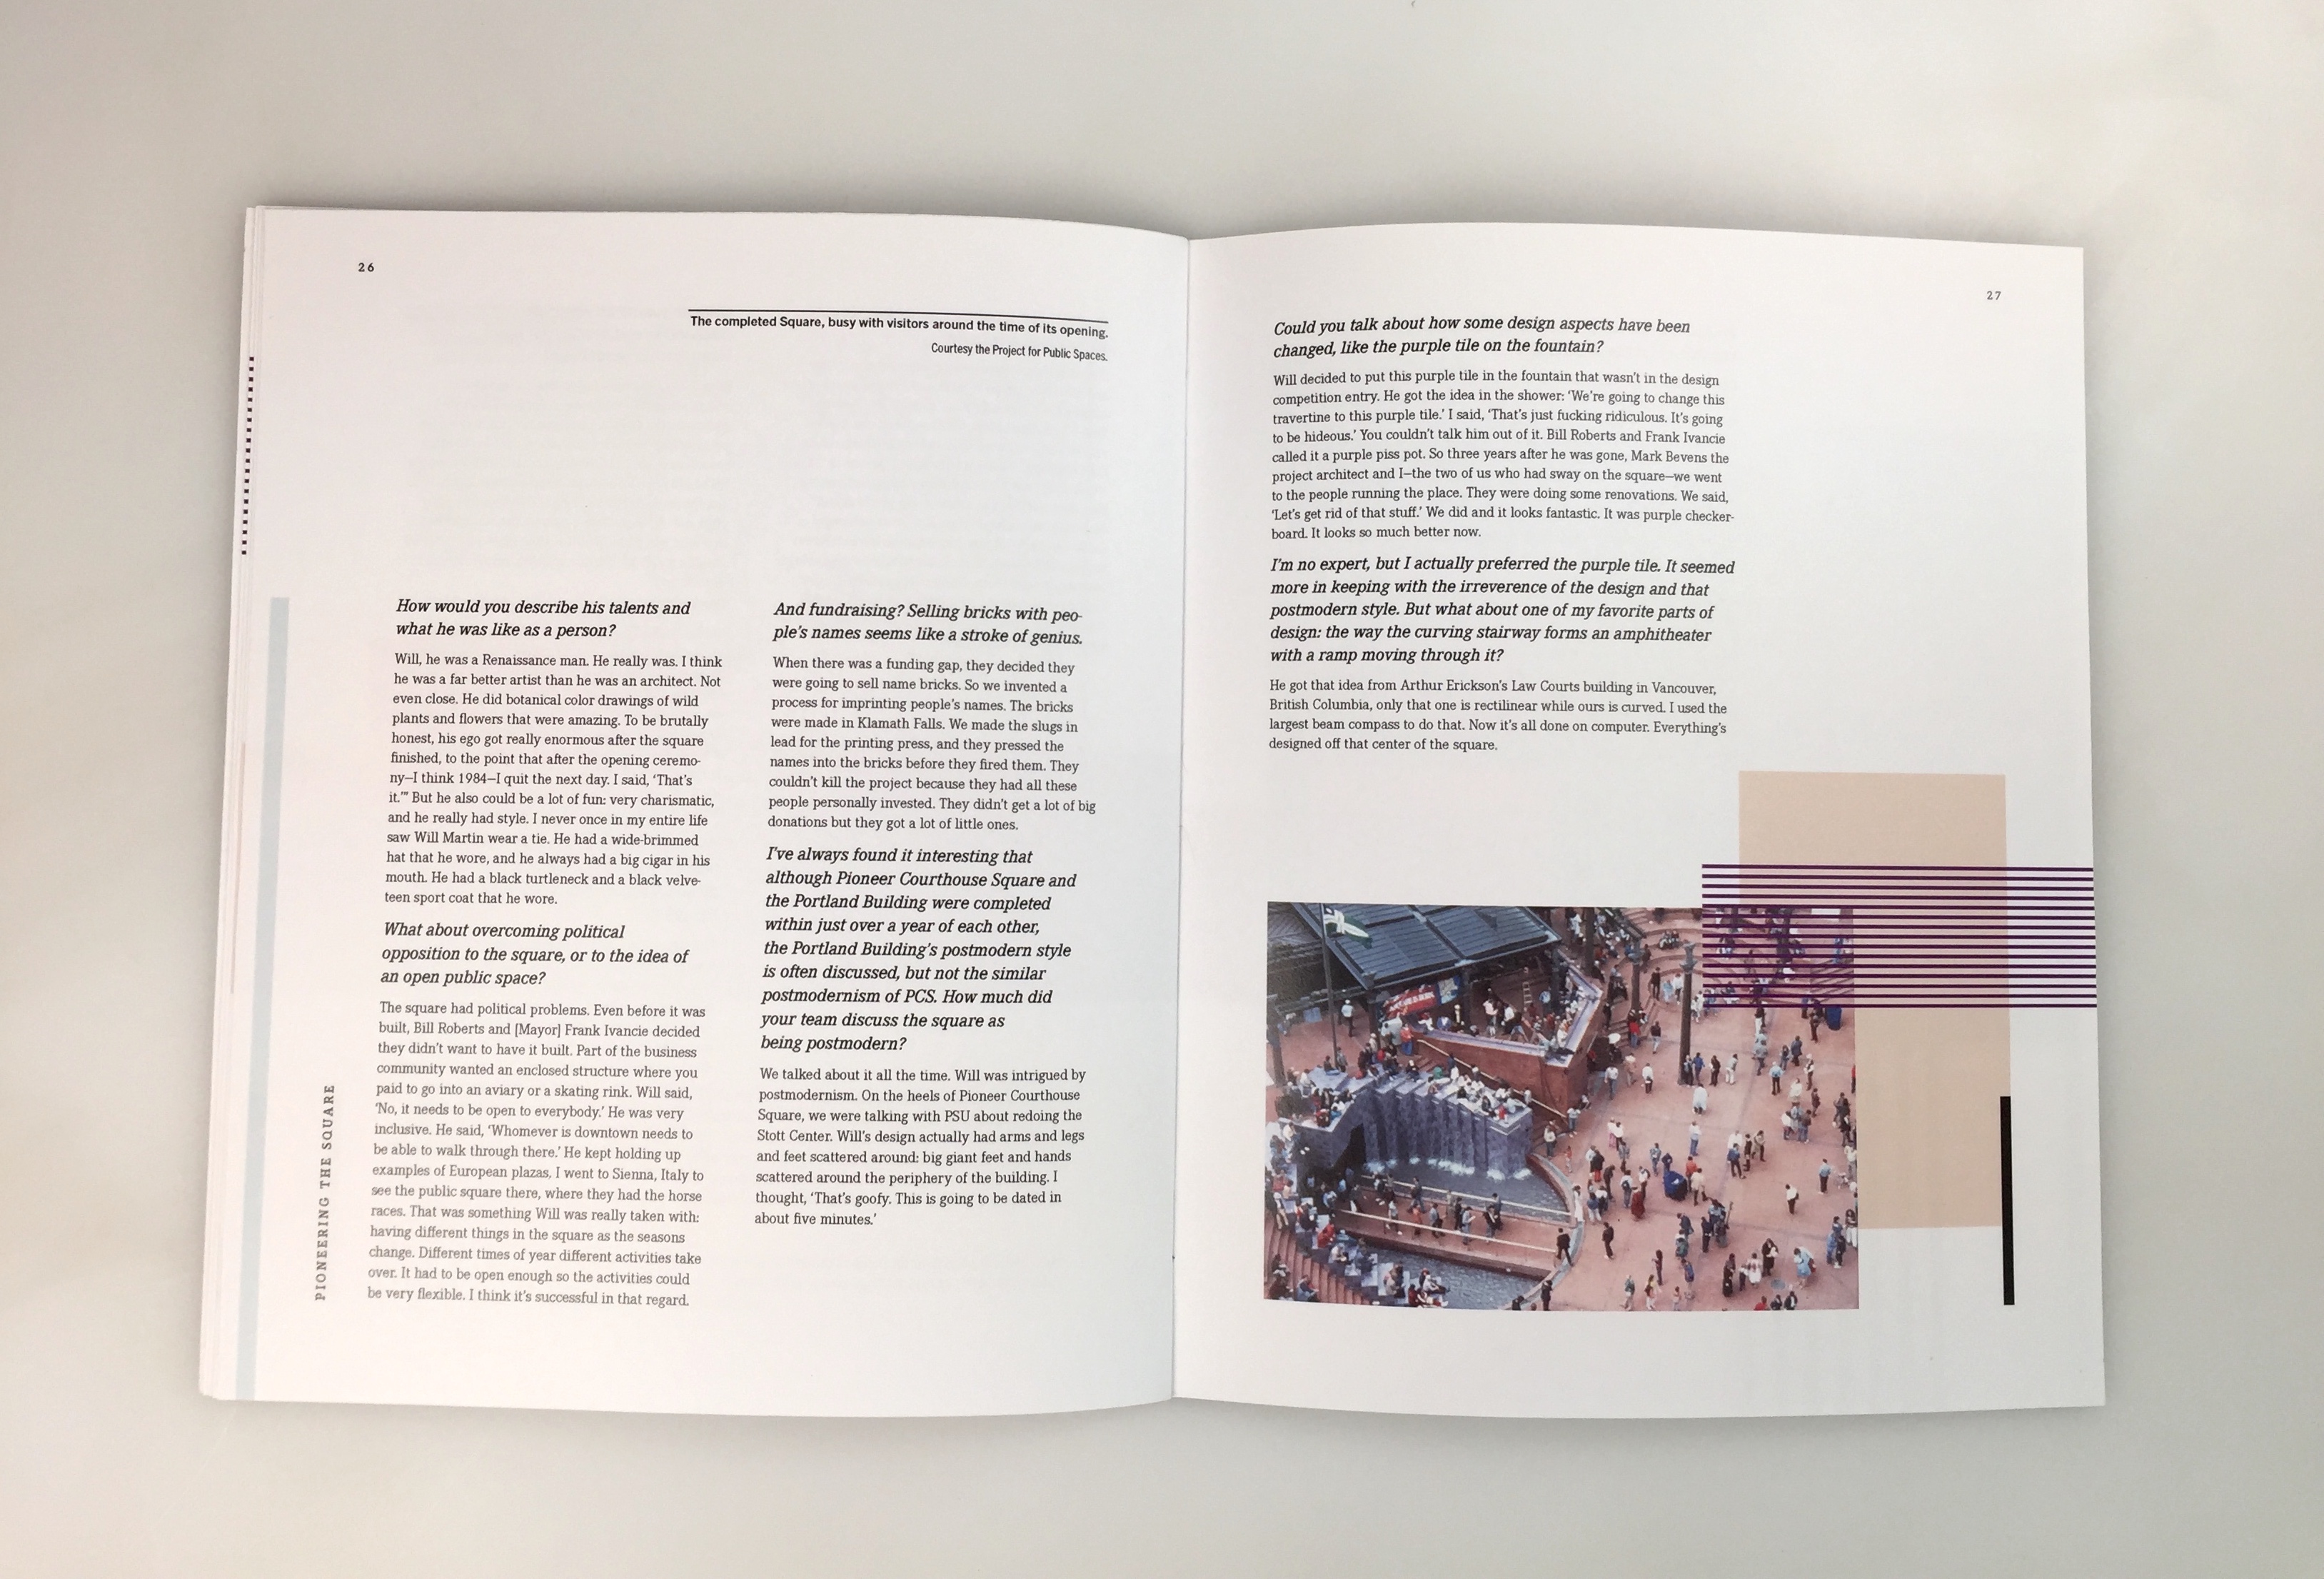 26
The completed Square, busy with visitors around the time of its opening.
Courtesy the Project for Public Spaces.
How would you describe his talents and
what he was like as a person?
Will, he was a Renaissance man. He really was. I think
he was a far better artist than he was an architect. Not
even close. He did botanical color drawings of wild
plants and flowers that were amazing. To be brutally
honest, his ego got really enormous after the square
finished, to the point that after the opening ceremo-
ny—I think 1984—I quit the next day. I said, ‘That’s
it.’” But he also could be a lot of fun: very charismatic,
and he really had style. I never once in my entire life
saw Will Martin wear a tie. He had a wide-brimmed
hat that he wore, and he always had a big cigar in his
mouth. He had a black turtleneck and a black velve-
teen sport coat that he wore.
What about overcoming political
opposition to the square, or to the idea of
an open public space?
The square had political problems. Even before it was
built, Bill Roberts and [Mayor] Frank Ivancie decided
they didn’t want to have it built. Part of the business
community wanted an enclosed structure where you
paid to go into an aviary or a skating rink. Will said,
‘No, it needs to be open to everybody.’ He was very
inclusive. He said, ‘Whomever is downtown needs to
be able to walk through there.’ He kept holding up
examples of European plazas. I went to Sienna, Italy to
see the public square there, where they had the horse
races. That was something Will was really taken with:
having different things in the square as the seasons
change. Different times of year different activities take
over. It had to be open enough so the activities could
be very flexible. I think it’s successful in that regard.
PIONEERING THE SQUARE
And fundraising? Selling bricks with peo-
ple’s names seems like a stroke of genius.
When there was a funding gap, they decided they
were going to sell name bricks. So we invented a
process for imprinting people’s names. The bricks
were made in Klamath Falls. We made the slugs in
lead for the printing press, and they pressed the
names into the bricks before they fired them. They
couldn’t kill the project because they had all these
people personally invested. They didn’t get a lot of big
donations but they got a lot of little ones.
I’ve always found it interesting that
although Pioneer Courthouse Square and
the Portland Building were completed
within just over a year of each other,
the Portland Building’s postmodern style
is often discussed, but not the similar
postmodernism of PCS. How much did
your team discuss the square as
being postmodern?
We talked about it all the time. Will was intrigued by
postmodernism. On the heels of Pioneer Courthouse
Square, we were talking with PSU about redoing the
Stott Center. Will’s design actually had arms and legs
and feet scattered around: big giant feet and hands
scattered around the periphery of the building. I
thought, ‘That’s goofy. This is going to be dated in
about five minutes.’
27
Could you talk about how some design aspects have been
changed, like the purple tile on the fountain?
Will decided to put this purple tile in the fountain that wasn’t in the design
competition entry. He got the idea in the shower: ‘We’re going to change this
travertine to this purple tile.’ I said, ‘That’s just fucking ridiculous. It’s going
to be hideous.’ You couldn’t talk him out of it. Bill Roberts and Frank Ivancie
called it a purple piss pot. So three years after he was gone, Mark Bevens the
project architect and I—the two of us who had sway on the square—we went
to the people running the place. They were doing some renovations. We said,
‘Let’s get rid of that stuff.’ We did and it looks fantastic. It was purple checker-
board. It looks so much better now.
I’m no expert, but I actually preferred the purple tile. It seemed
more in keeping with the irreverence of the design and that
postmodern style. But what about one of my favorite parts of
design: the way the curving stairway forms an amphitheater
with a ramp moving through it?
He got that idea from Arthur Erickson’s Law Courts building in Vancouver,
British Columbia, only that one is rectilinear while ours is curved. I used the
largest beam compass to do that. Now it’s all done on computer. Everything’s
designed off that center of the square.